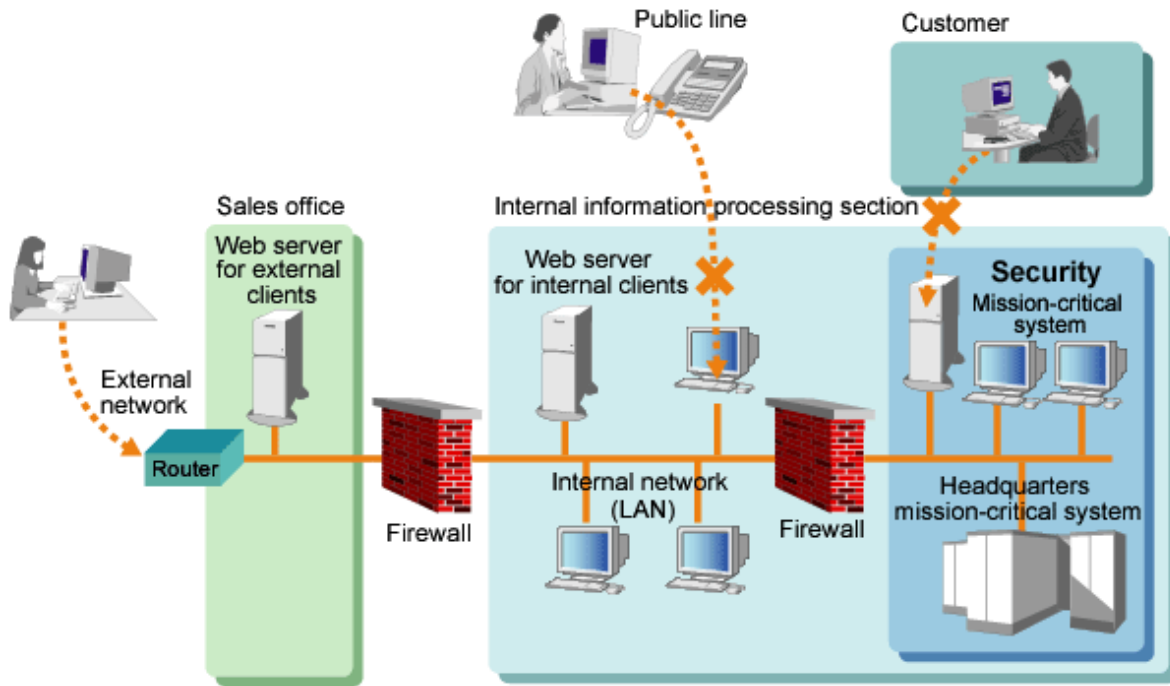 Public line
Customer
Sales office
Internal information processing section
Web server
for external
clients
Web server
for internal clients
Security
Mission-critical
system
External
network
Router
Firewall
Internal network
(LAN)
Firewall
Headquarters
mission-critical system